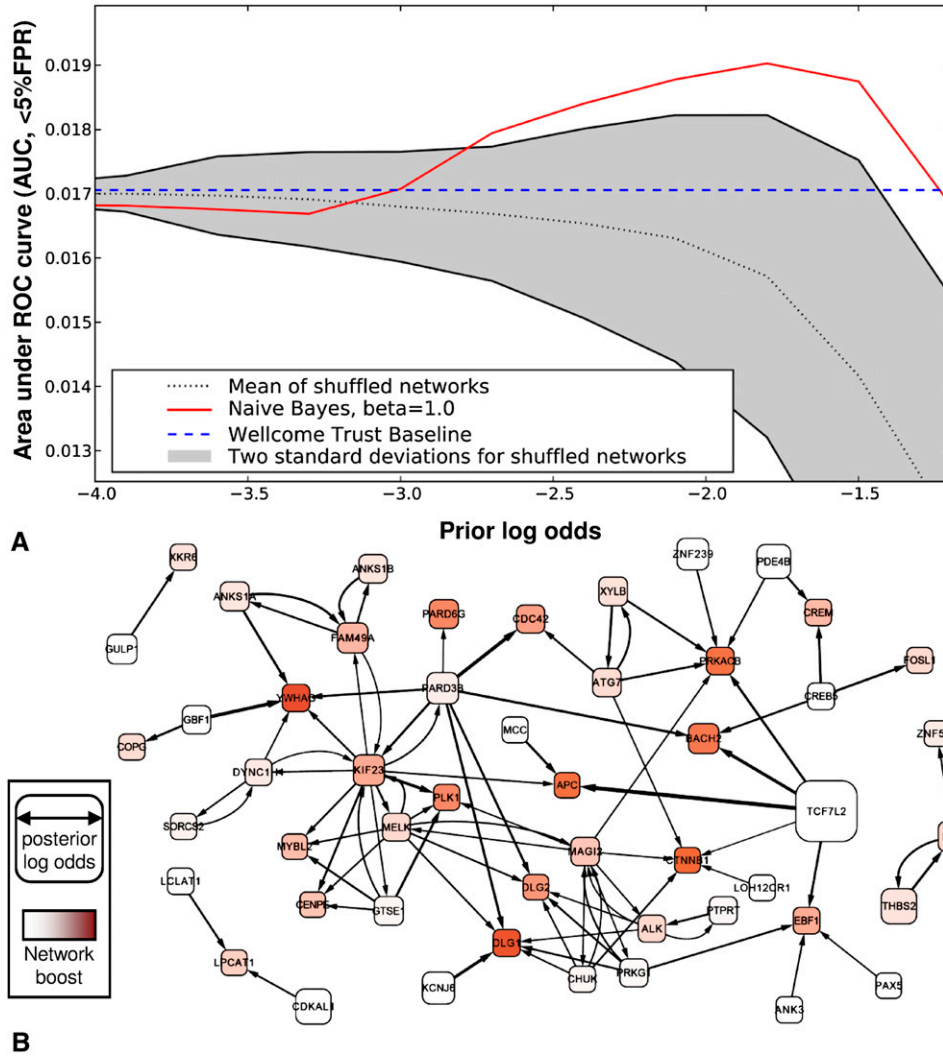 Area under ROC curve (AUC, <5%FPR)
0.019
0.018
0.017
0.016
0.015
0.014
0.013
Mean of shuffled networks
Naive Bayes, beta=1.0
Wellcome Trust Baseline
Two standard deviations for shuffled networks
−4.0 −3.5 −3.0 −2.5 −2.0 −1.5
Prior log odds
A
XKR6
GULP1
ANKS1A
ANKS1B
FAM49A
PARD6G
CDC42
XYLB
ZNF239
PDE4B
CREM
PRKACB
FOSL1
YWHAG
PARD3B
ATG7
CREB5
GBF1
COPG
MCC
BACH2
ZNF5
DYNC1I
KIF23
PLK1
APC
TCF7L2
SORCS2
MELK
MYBL2
MAGI2
CTNNB1
LOH12CR1
posterior
log odds
LCLAT1
CENPE
GTSE1
DLG2
ALK
PTPRT
EBF1
THBS2
Network
boost
LPCAT1
DLG1
CHUK
PRKG1
KCNJ6
CDKAL1
ANK3
PAX5
B